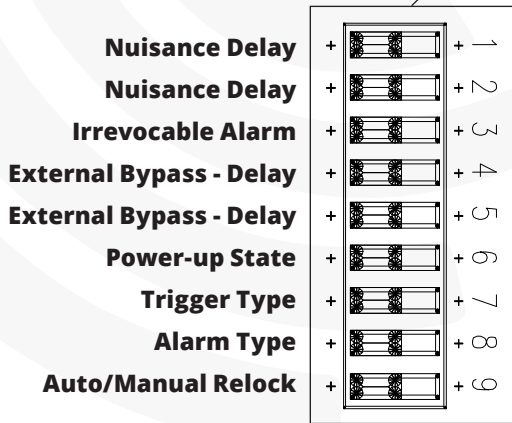 Nuisance Delay + + 1
Nuisance Delay + + 2
Irrevocable Alarm + + 3
External Bypass - Delay + + 4
External Bypass - Delay + + 5
Power-up State + + 6
Trigger Type + + 7
Alarm Type + + 8
Auto/Manual Relock + + 9